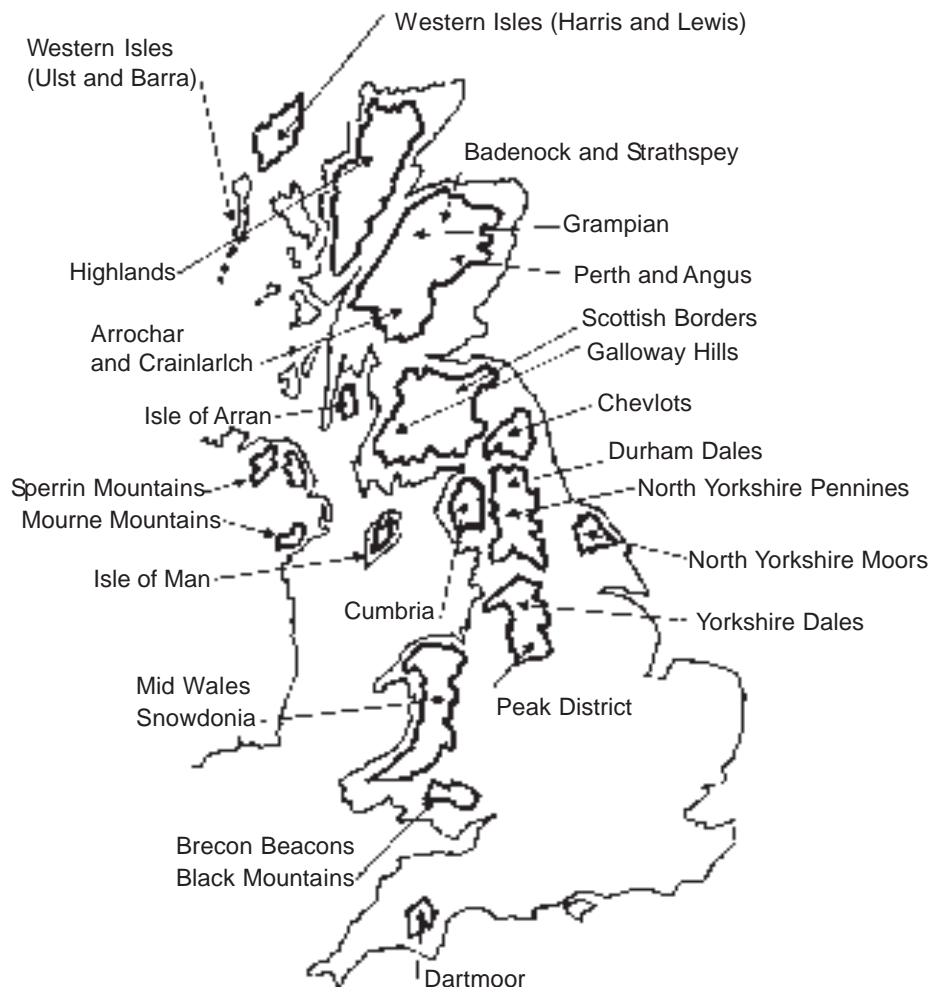 Western Isles (Harris and Lewis)
Western Isles
(Ulst and Barra)
Badenock and Strathspey
Grampian
Highlands
Perth and Angus
Scottish Borders
Arrochar
and Crainlarlch
Galloway Hills
Isle of Arran
Chevlots
Durham Dales
Sperrin Mountains
North Yorkshire Pennines
Mourne Mountains
North Yorkshire Moors
Isle of Man
Cumbria
Yorkshire Dales
Mid Wales
Snowdonia
Peak District
Brecon Beacons
Black Mountains
Dartmoor